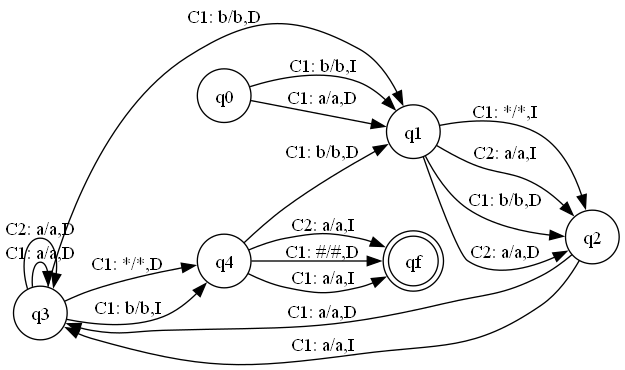 C1: b/b,D
C1: b/b,I
q0
C1: a/a,D
C1: */*,I
q1
C1: b/b,D
C2: a/a,I
C1: b/b,D
C2: a/a,D
C1: a/a,D
C2: a/a,I
q2
C1: #/#,D
C2: a/a,D
C1: */*,D
q4
qf
C1: a/a,I
C1: b/b,I
q3
C1: a/a,D
C1: a/a,I